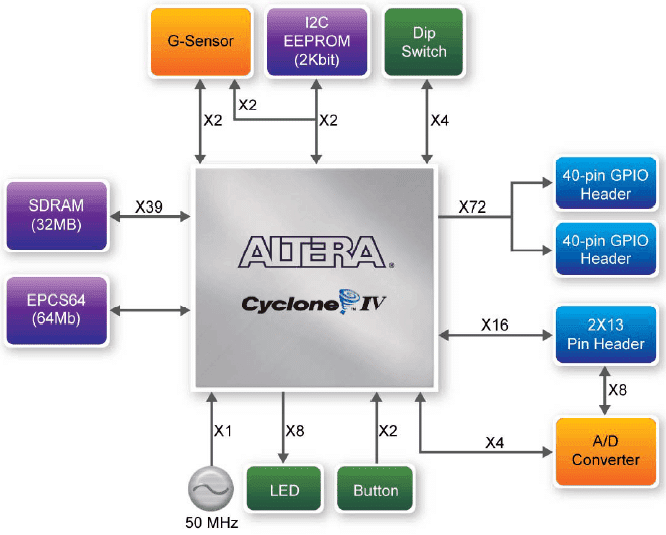 G-Sensor
I2C
EEPROM
(2Kbit)
Dip
Switch
X2
X2
X2
X4
SDRAM
(32MB)
X39
EPCS64
(64Mb)
ALTERA®
Cyclone™ IV
X72
40-pin GPIO
Header
40-pin GPIO
Header
X16
2X13
Pin Header
X8
X4
A/D
Converter
X1
X8
X2
50 MHz
LED
Button